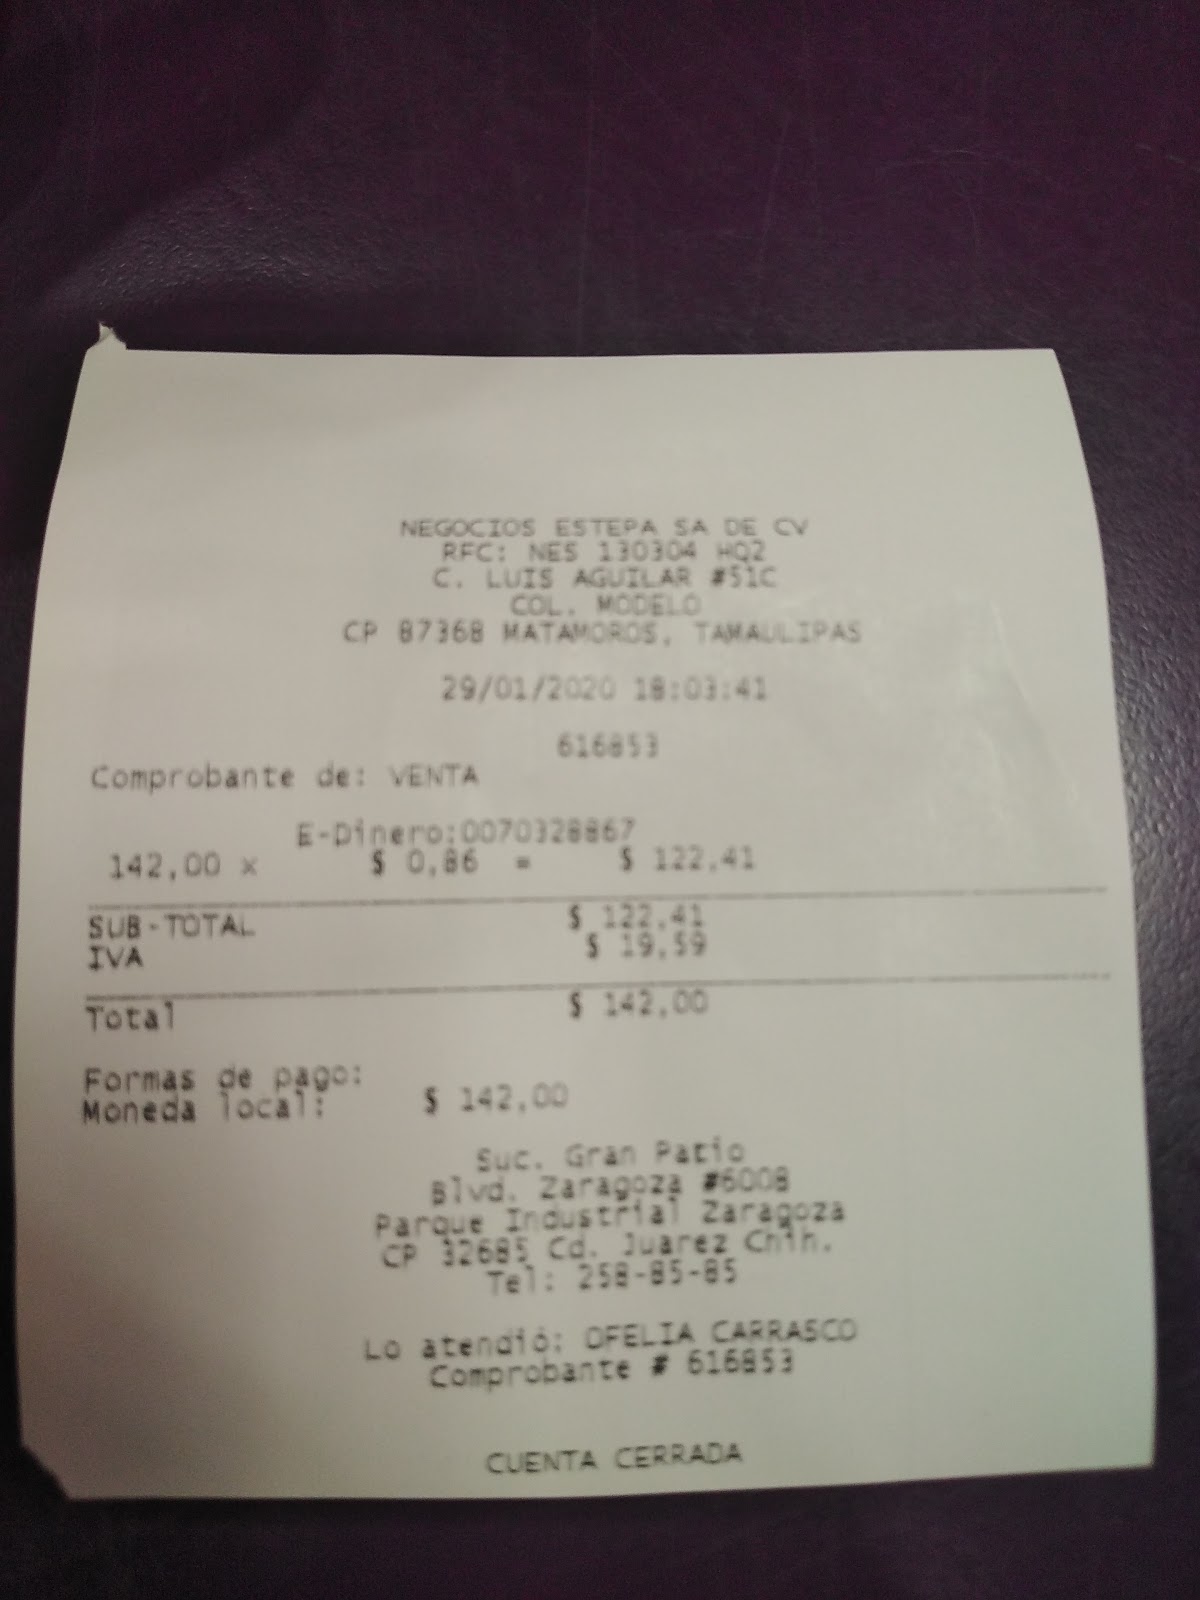 NEGOCIOS ESTEPA SA DE CV
RFC: NES 130304 HQ2
C. LUIS AGUILAR #51C
COL. MODELO
CP 87368 MATAMOROS, TAMAULIPAS
29/01/2020 18:03:41
616853
Comprobante de: VENTA
E-Dinero:0070328867
142,00 x $ 0,86 = $ 122,41
SUB-TOTAL $ 122,41
IVA $ 19,59
Total $ 142,00
Formas de pago:
Moneda local: $ 142,00
Suc. Gran Patio
Blvd. Zaragoza #6008
Parque Industrial Zaragoza
CP 32685 Cd. Juarez Chih.
Tel: 258-85-85
Lo atendió: OFELIA CARRASCO
Comprobante # 616853
CUENTA CERRADA